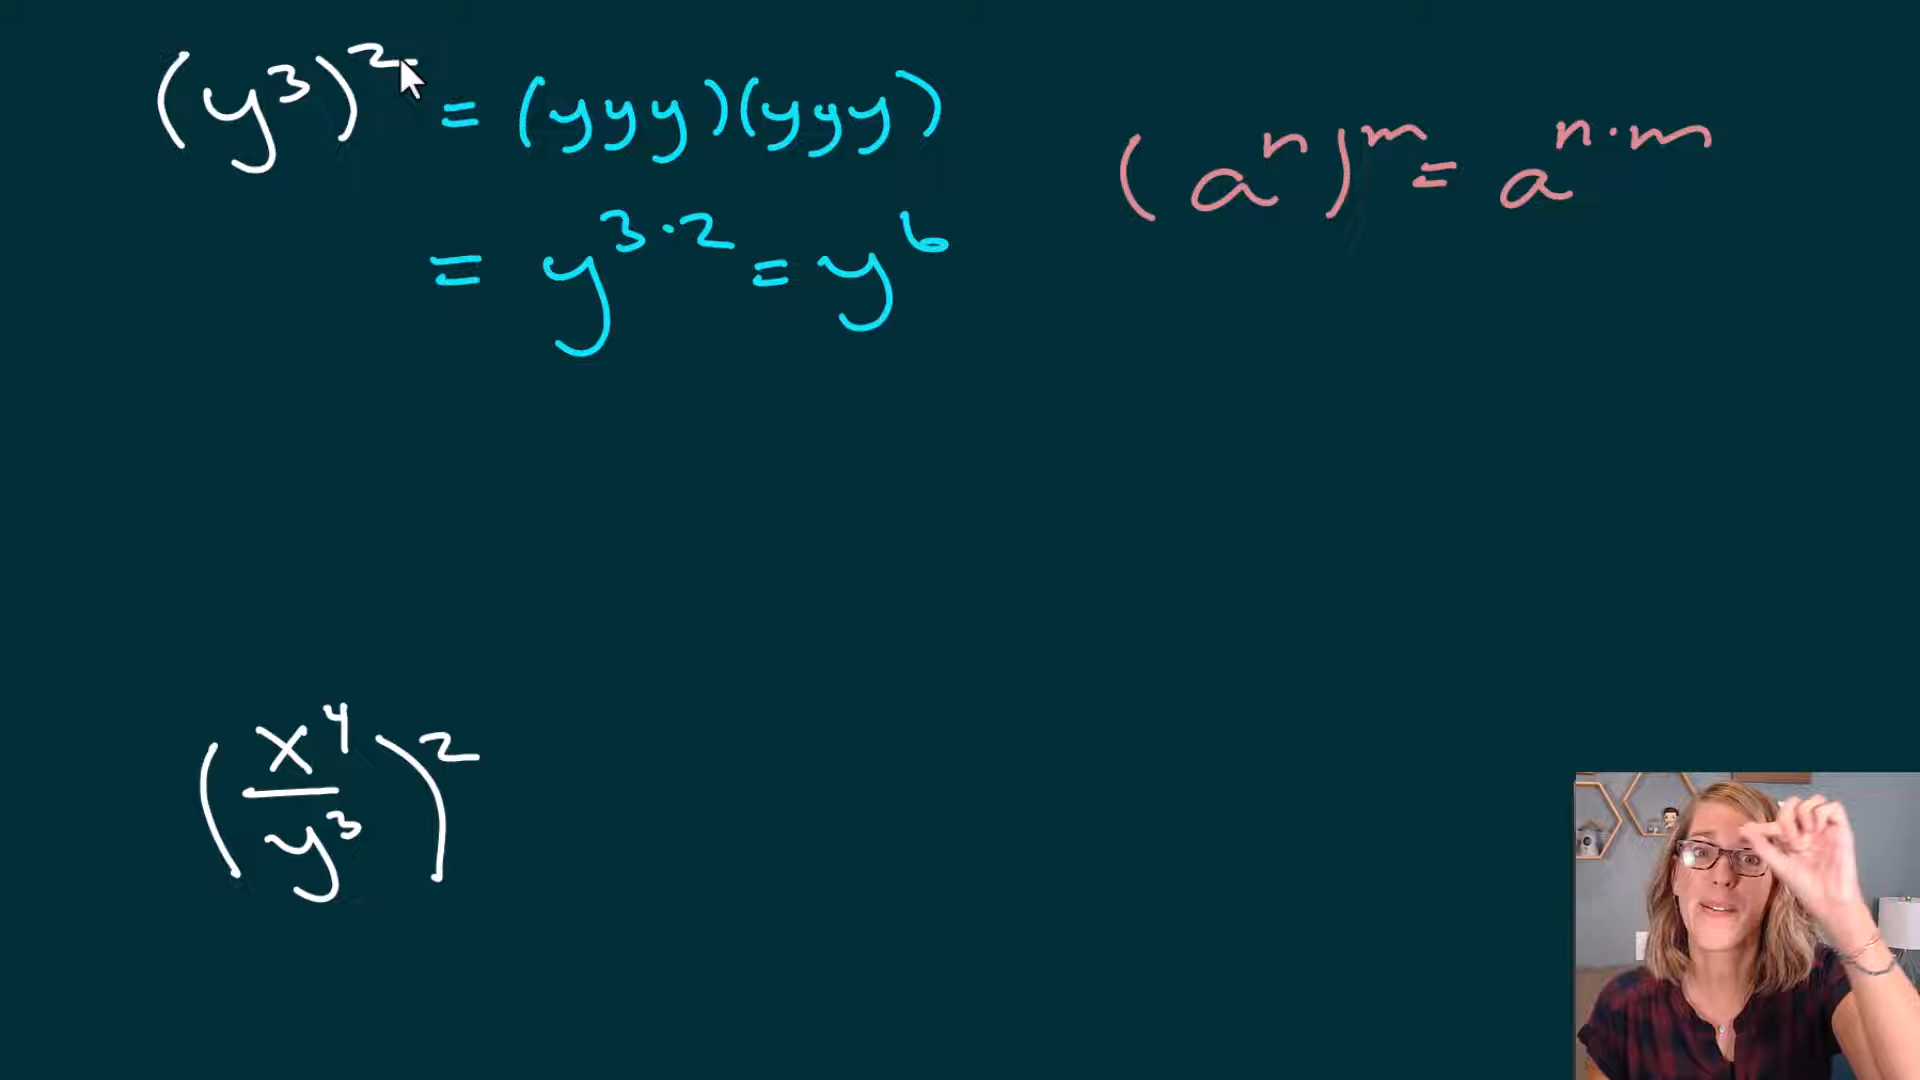 (y³)² = (yyy)(yyy)
= y³·² = y⁶
(aⁿ)ᵐ = aⁿ·ᵐ
(x⁴/y³)²